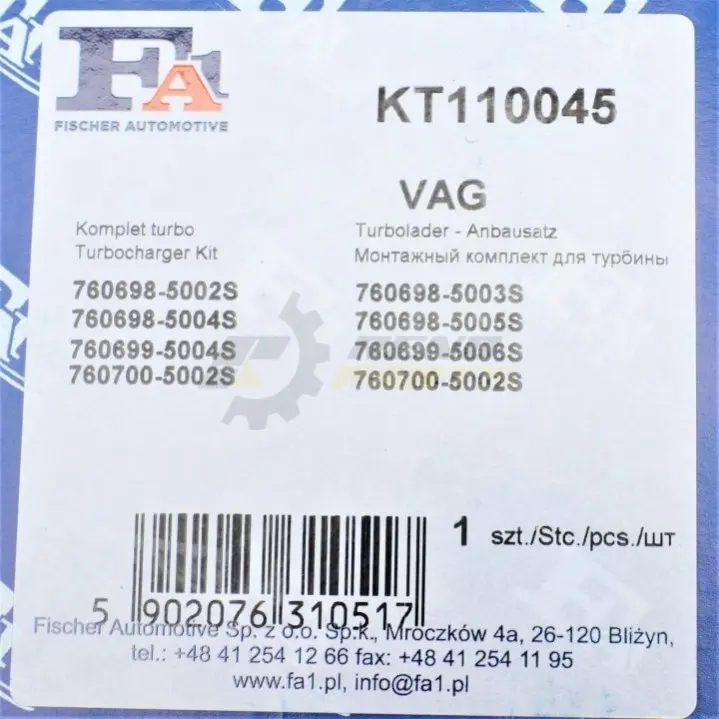 FA1
FISCHER AUTOMOTIVE
KT110045
VAG
Komplet turbo
Turbocharger Kit
Turbolader - Anbausatz
Монтажный комплект для турбины
760698-5002S 760698-5003S
760698-5004S 760698-5005S
760699-5004S 760699-5006S
760700-5002S 760700-5002S
1 szt./Stc./pcs./шт
5 902076 310517
Fischer Automotive Sp. z o.o. Sp.k., Mroczków 4a, 26-120 Bliżyn,
tel.: +48 41 254 12 66 fax: +48 41 254 11 95
www.fa1.pl, info@fa1.pl